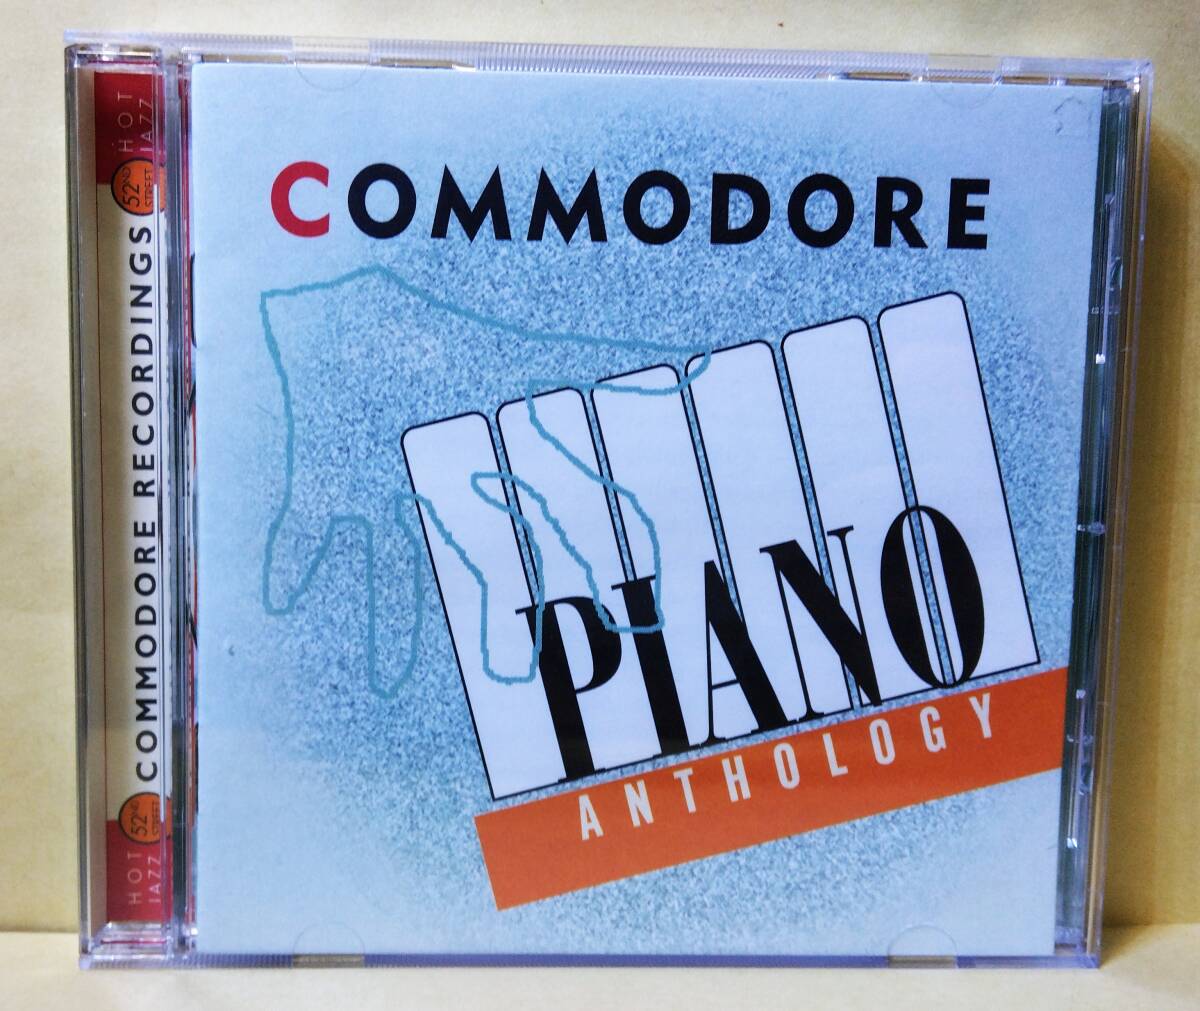 COMMODORE
PIANO
ANTHOLOGY
HOT
JAZZ
52ND
STREET
COMMODORE RECORDINGS
52ND
STREET
HOT
JAZZ